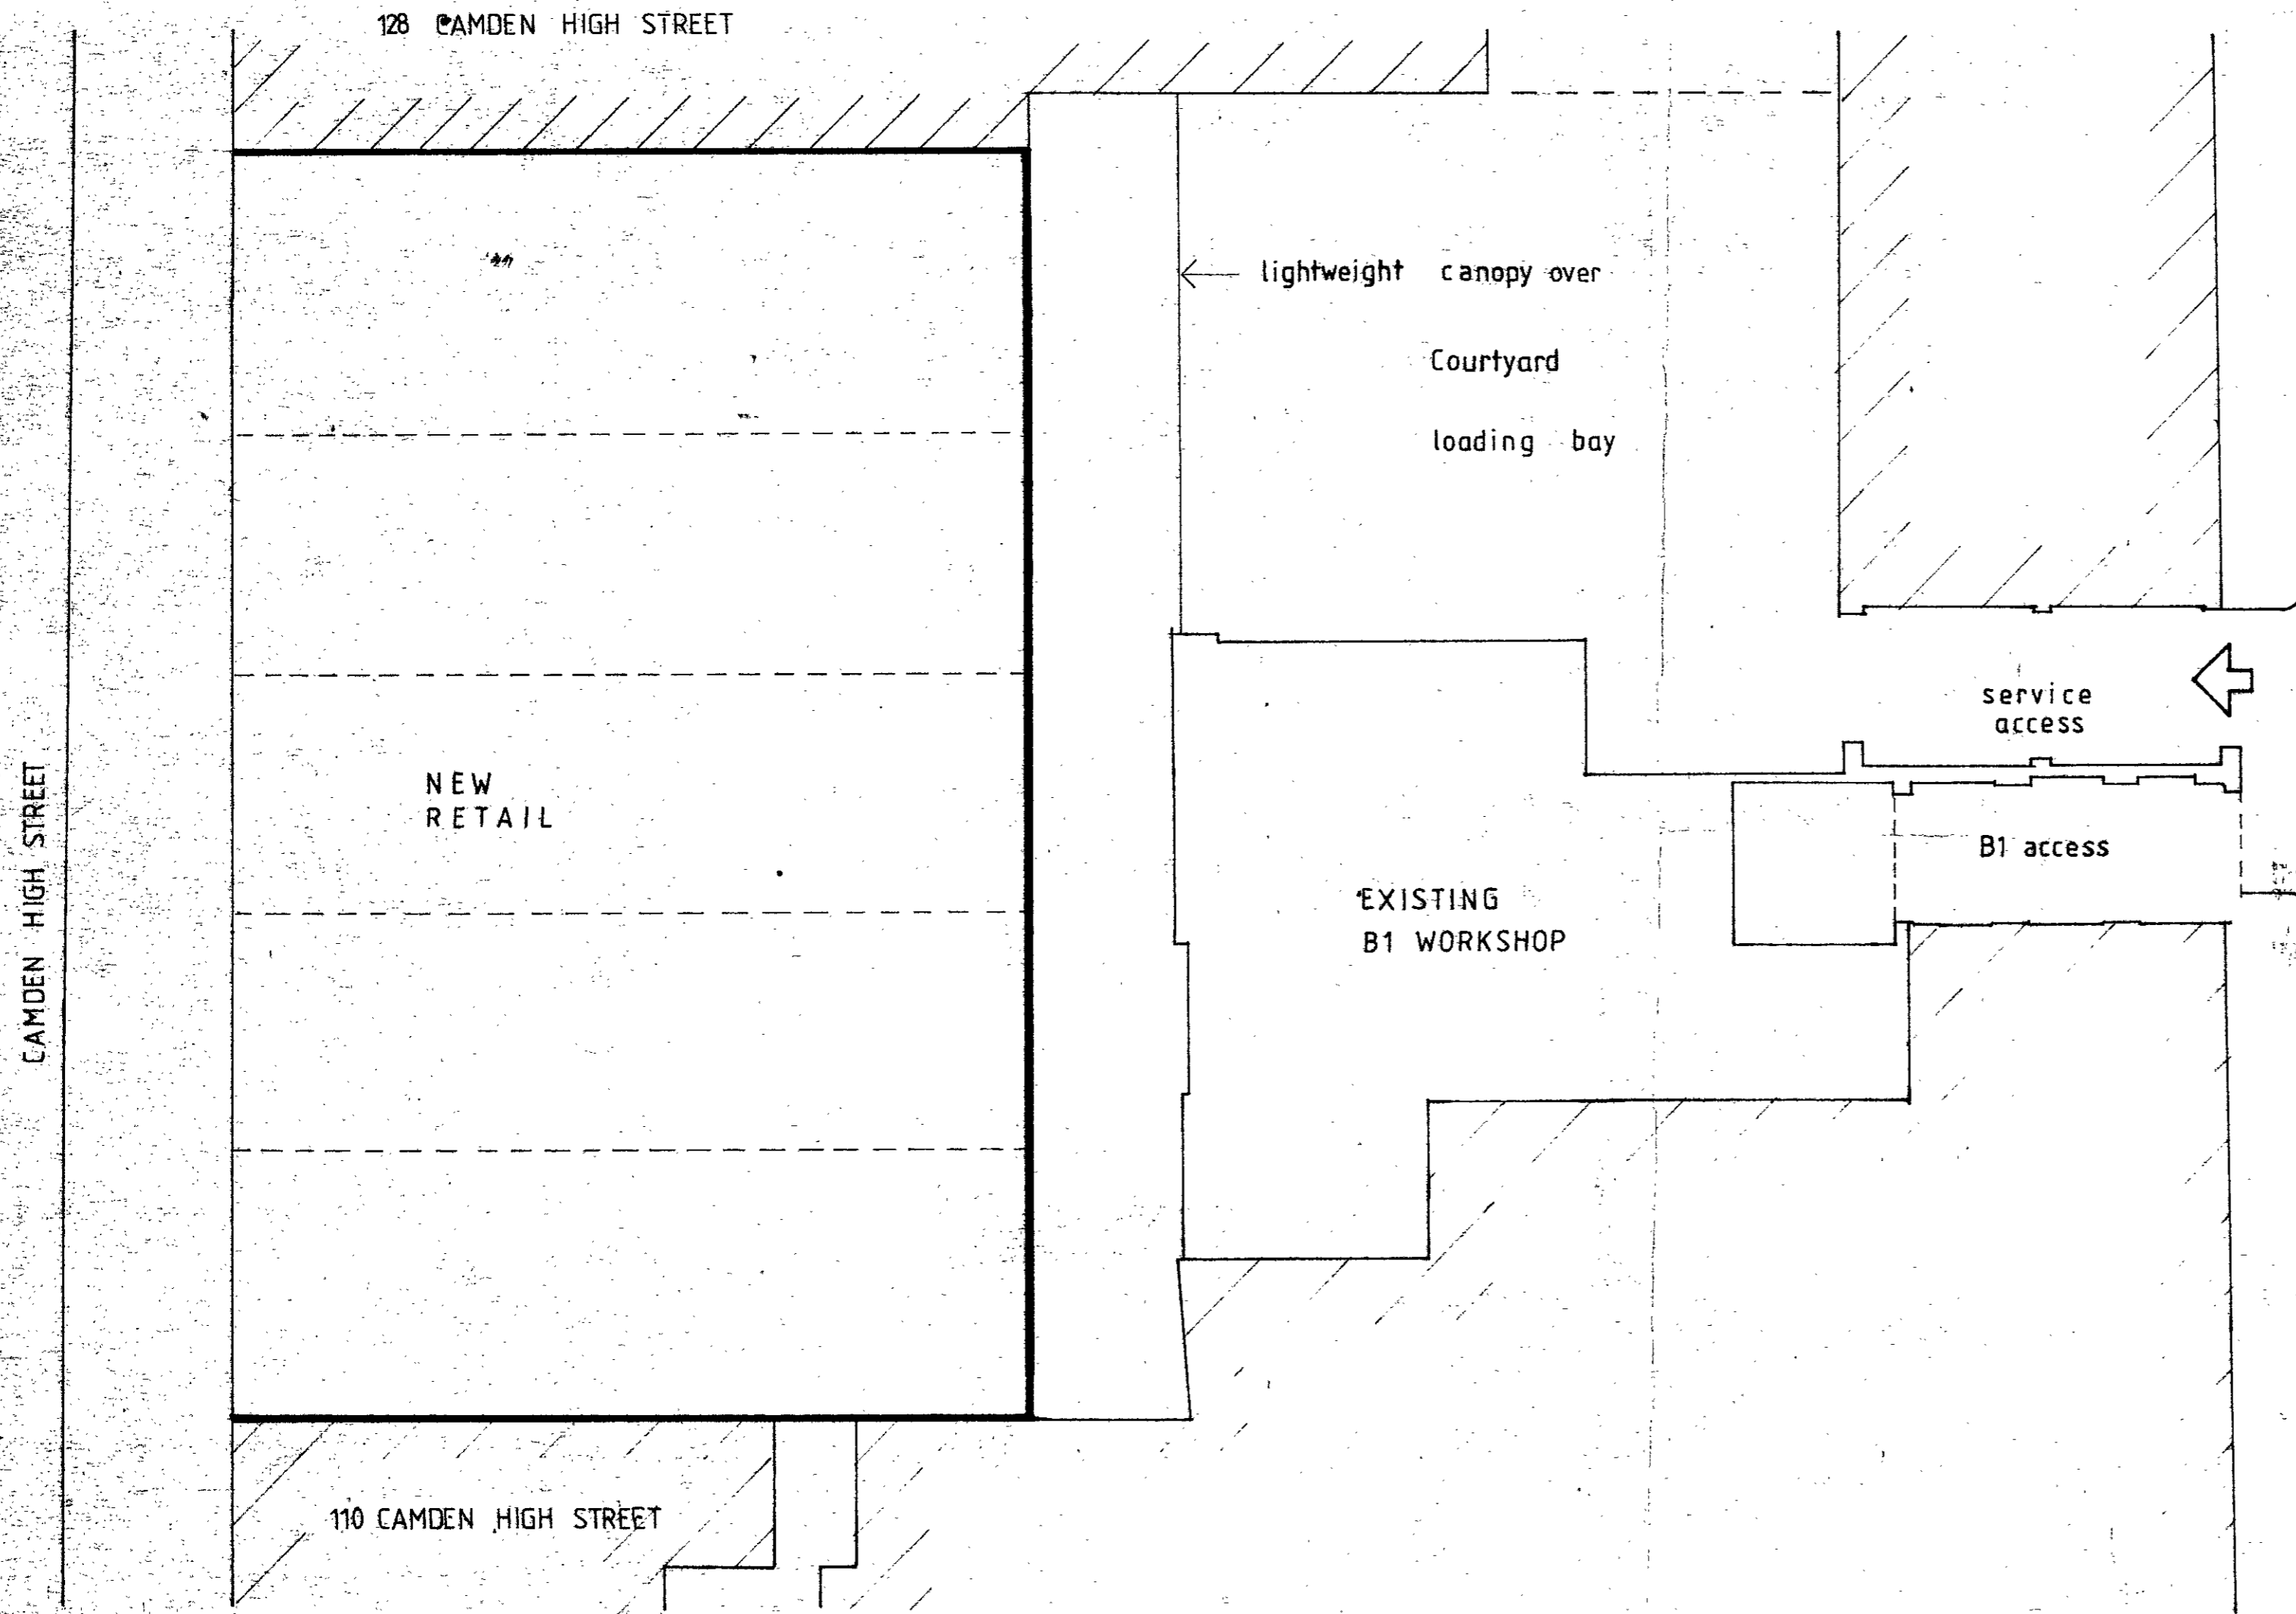 128 CAMDEN HIGH STREET
lightweight canopy over
Courtyard
loading bay
service
access
NEW
RETAIL
B1 access
EXISTING
B1 WORKSHOP
CAMDEN HIGH STREET
110 CAMDEN HIGH STREET